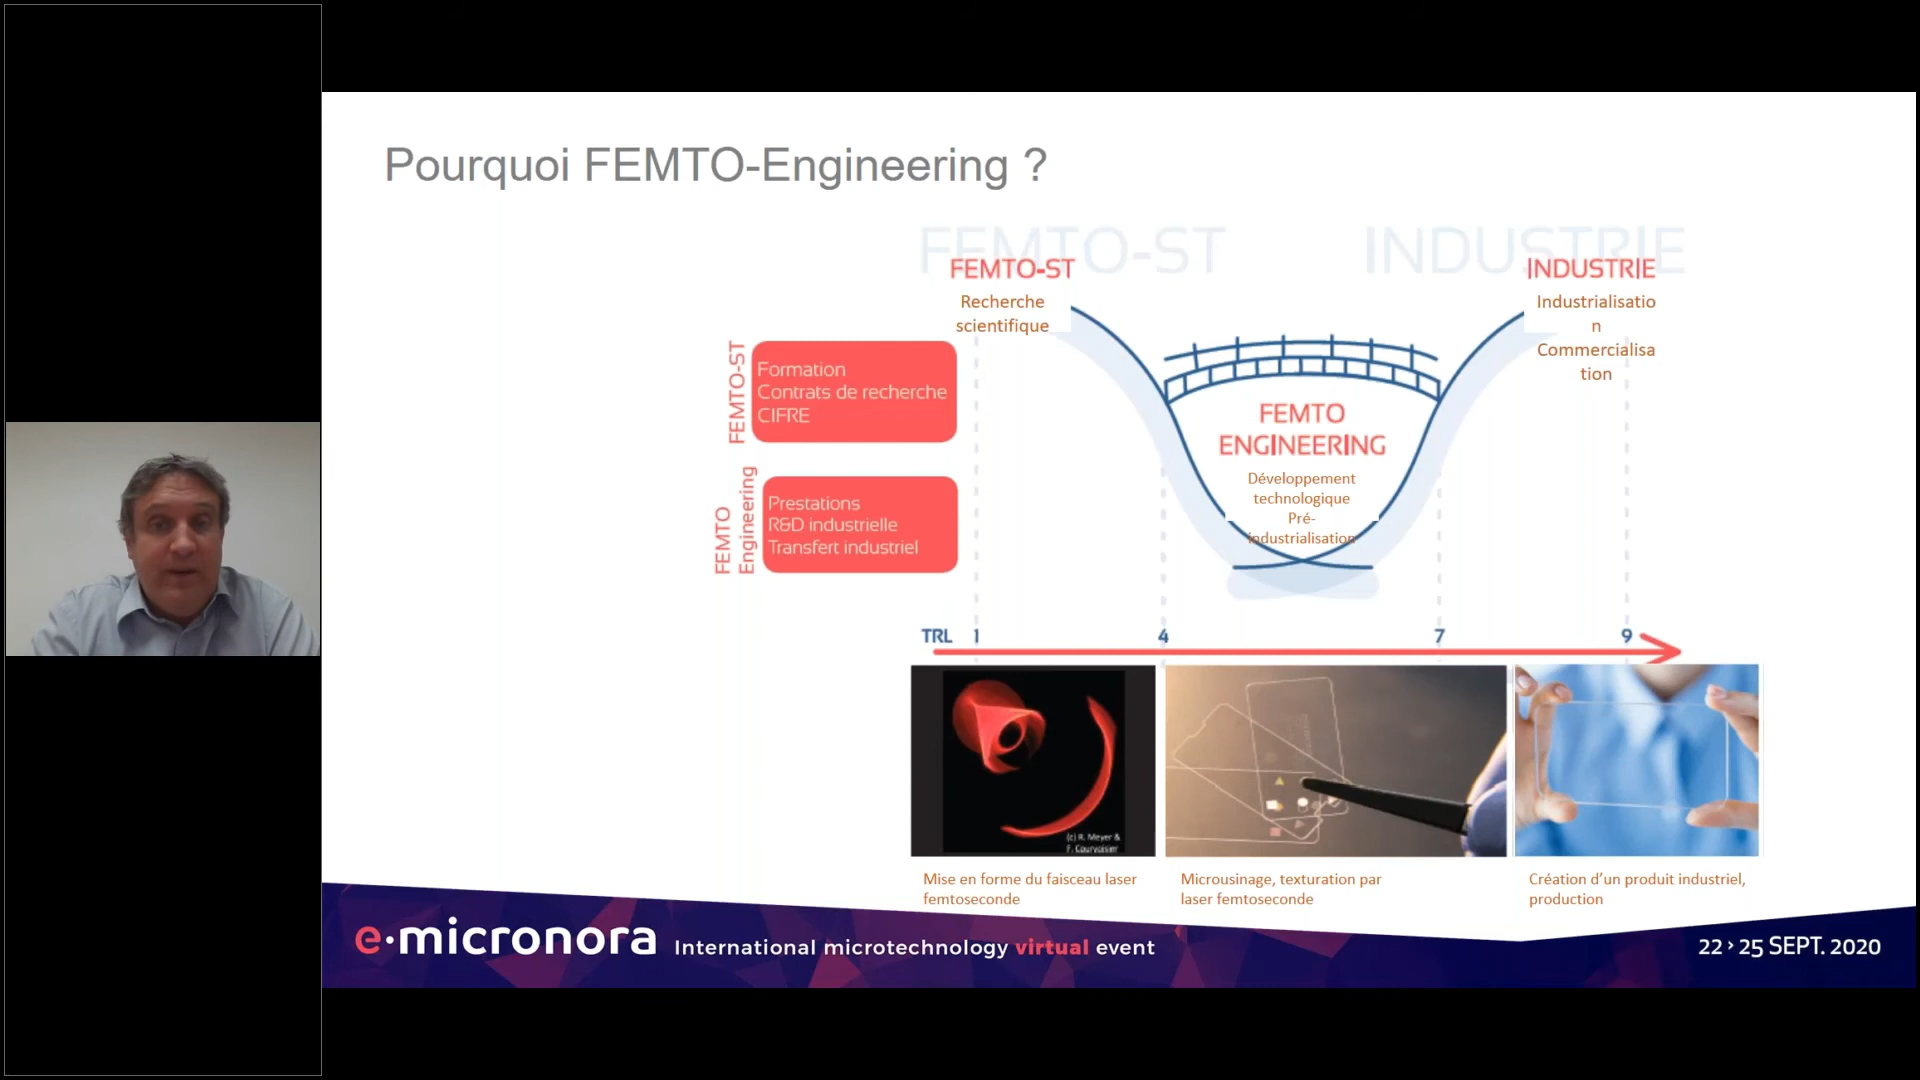 Pourquoi FEMTO-Engineering ?
FEMTO-ST
INDUSTRIE
FEMTO-ST
Recherche
scientifique
INDUSTRIE
Industrialisatio
n
Commercialisa
tion
FEMTO-ST
Formation
Contrats de recherche
CIFRE
FEMTO
Engineering
Prestations
R&D industrielle
Transfert industriel
FEMTO
ENGINEERING
Développement
technologique
Pré-
industrialisation
TRL 1 4 7 9
(c) R. Meyer &
F. Courvoisier
Mise en forme du faisceau laser
femtoseconde
Microusinage, texturation par
laser femtoseconde
Création d’un produit industriel,
production
e·micronora International microtechnology virtual event
22 › 25 SEPT. 2020